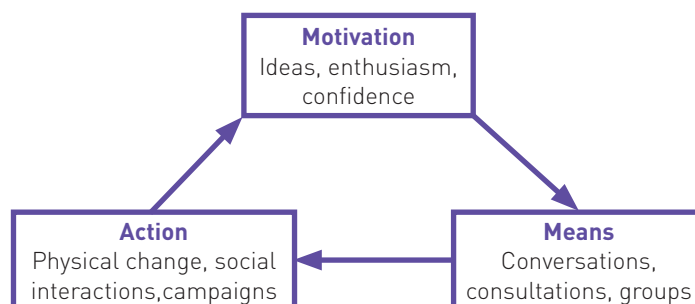 Motivation
Ideas, enthusiasm,
confidence
Action
Physical change, social
interactions,campaigns
Means
Conversations,
consultations, groups